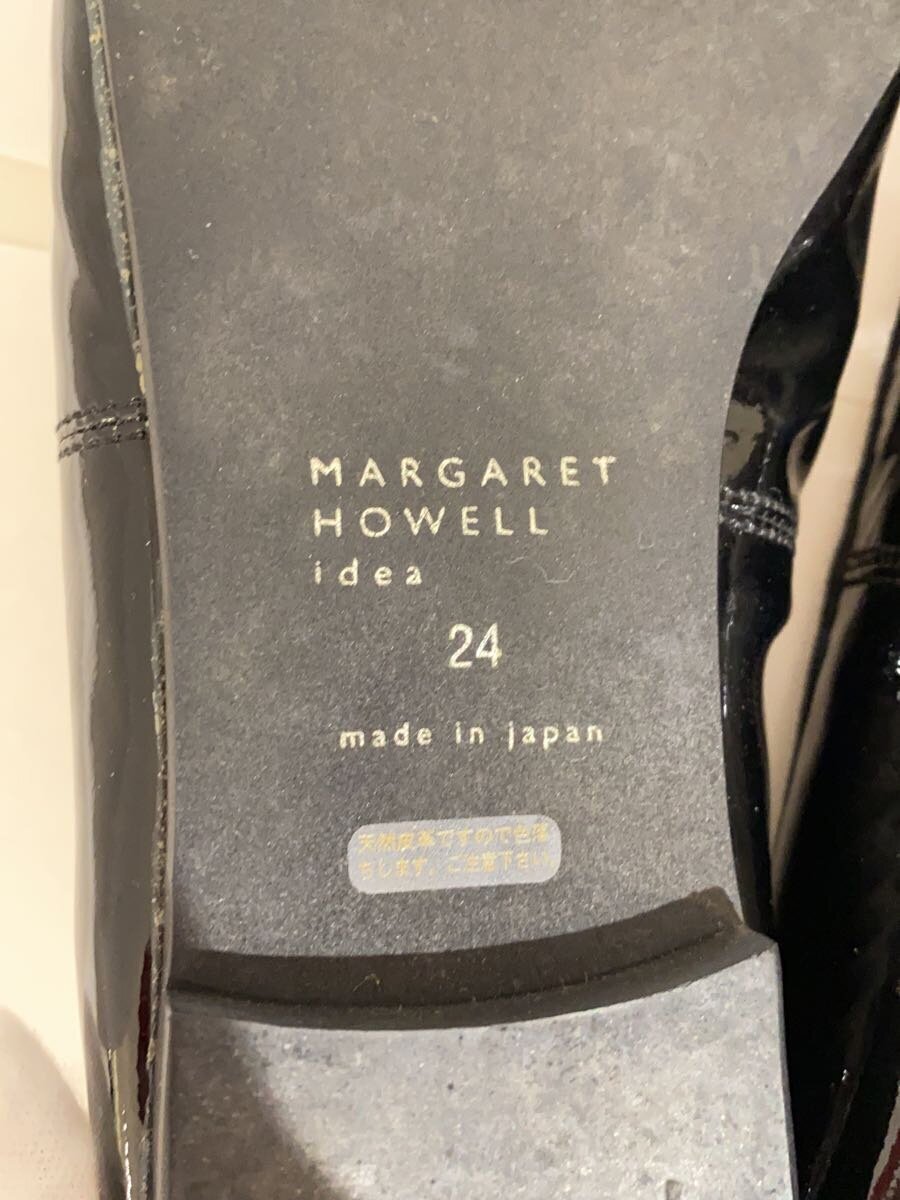 MARGARET
HOWELL
idea
24
made in japan
天然皮革ですので色落
ちします。ご注意下さい。